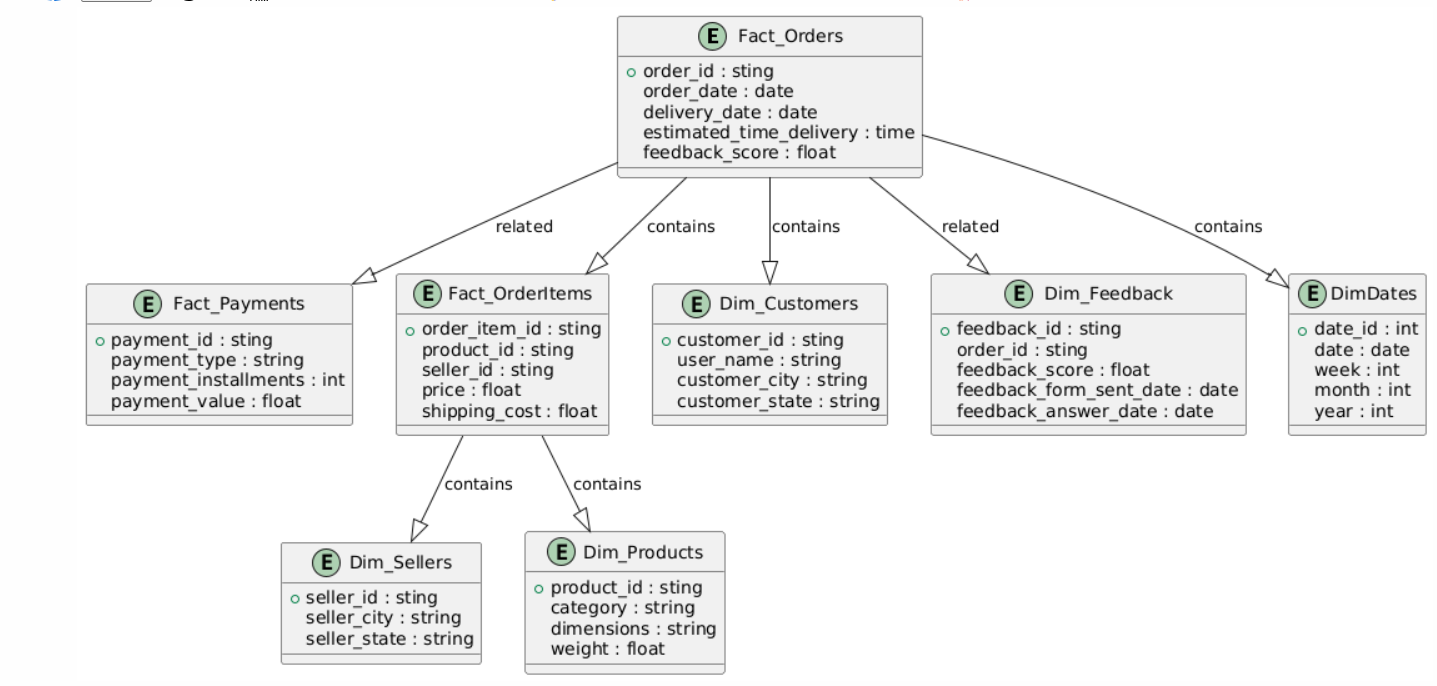 E Fact_Orders
order_id : sting
order_date : date
delivery_date : date
estimated_time_delivery : time
feedback_score : float
related
contains
contains
related
contains
E Fact_Payments
payment_id : sting
payment_type : string
payment_installments : int
payment_value : float
E Fact_OrderItems
order_item_id : sting
product_id : sting
seller_id : sting
price : float
shipping_cost : float
E Dim_Customers
customer_id : sting
user_name : string
customer_city : string
customer_state : string
E Dim_Feedback
feedback_id : sting
order_id : sting
feedback_score : float
feedback_form_sent_date : date
feedback_answer_date : date
E DimDates
date_id : int
date : date
week : int
month : int
year : int
contains
contains
E Dim_Sellers
seller_id : sting
seller_city : string
seller_state : string
E Dim_Products
product_id : sting
category : string
dimensions : string
weight : float